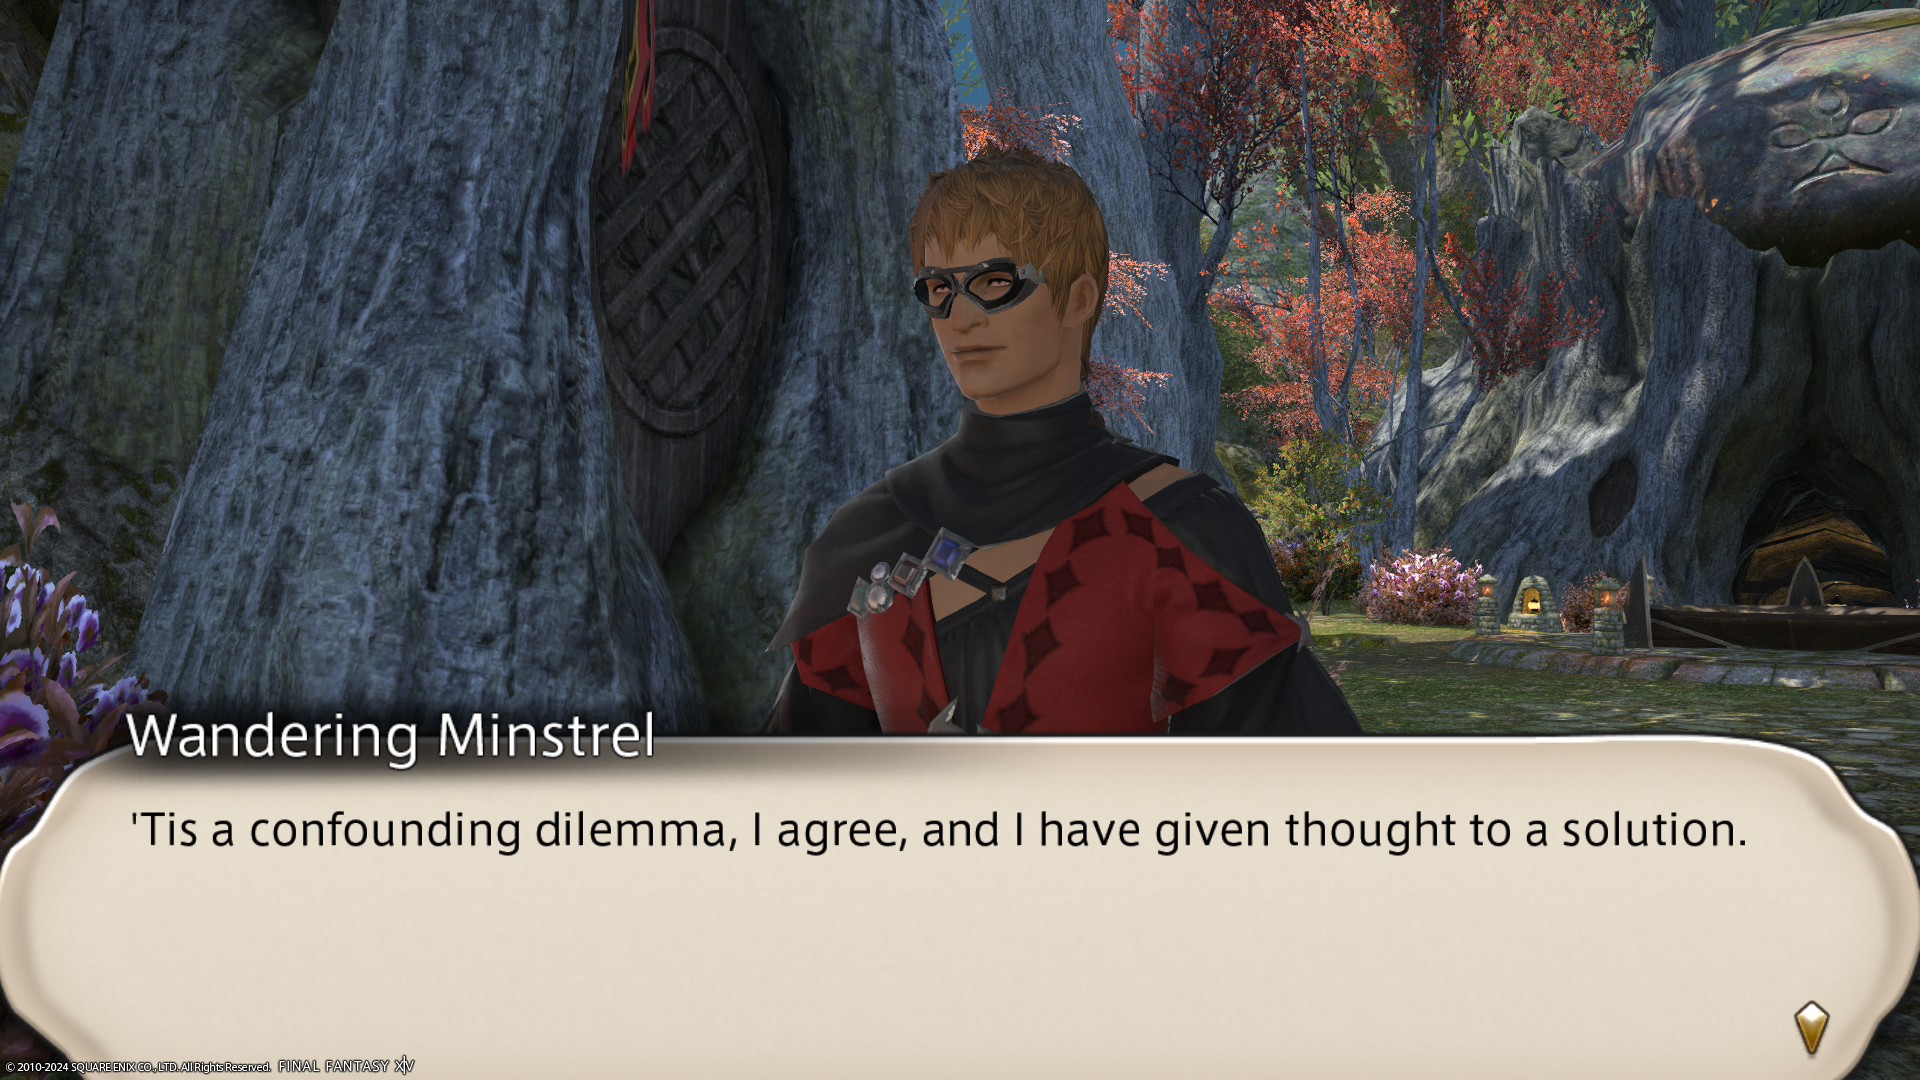 Wandering Minstrel
'Tis a confounding dilemma, I agree, and I have given thought to a solution.
© 2010-2024 SQUARE ENIX CO., LTD. All Rights Reserved. FINAL FANTASY XIV